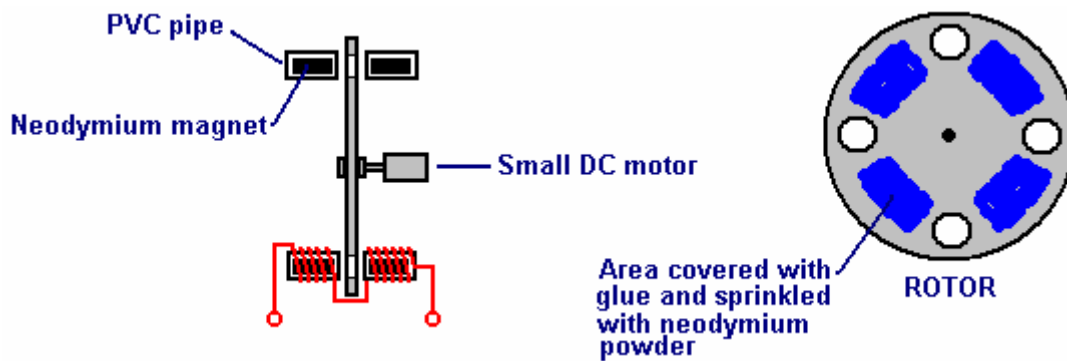 PVC pipe
Neodymium magnet
Small DC motor
Area covered with
glue and sprinkled
with neodymium
powder
ROTOR